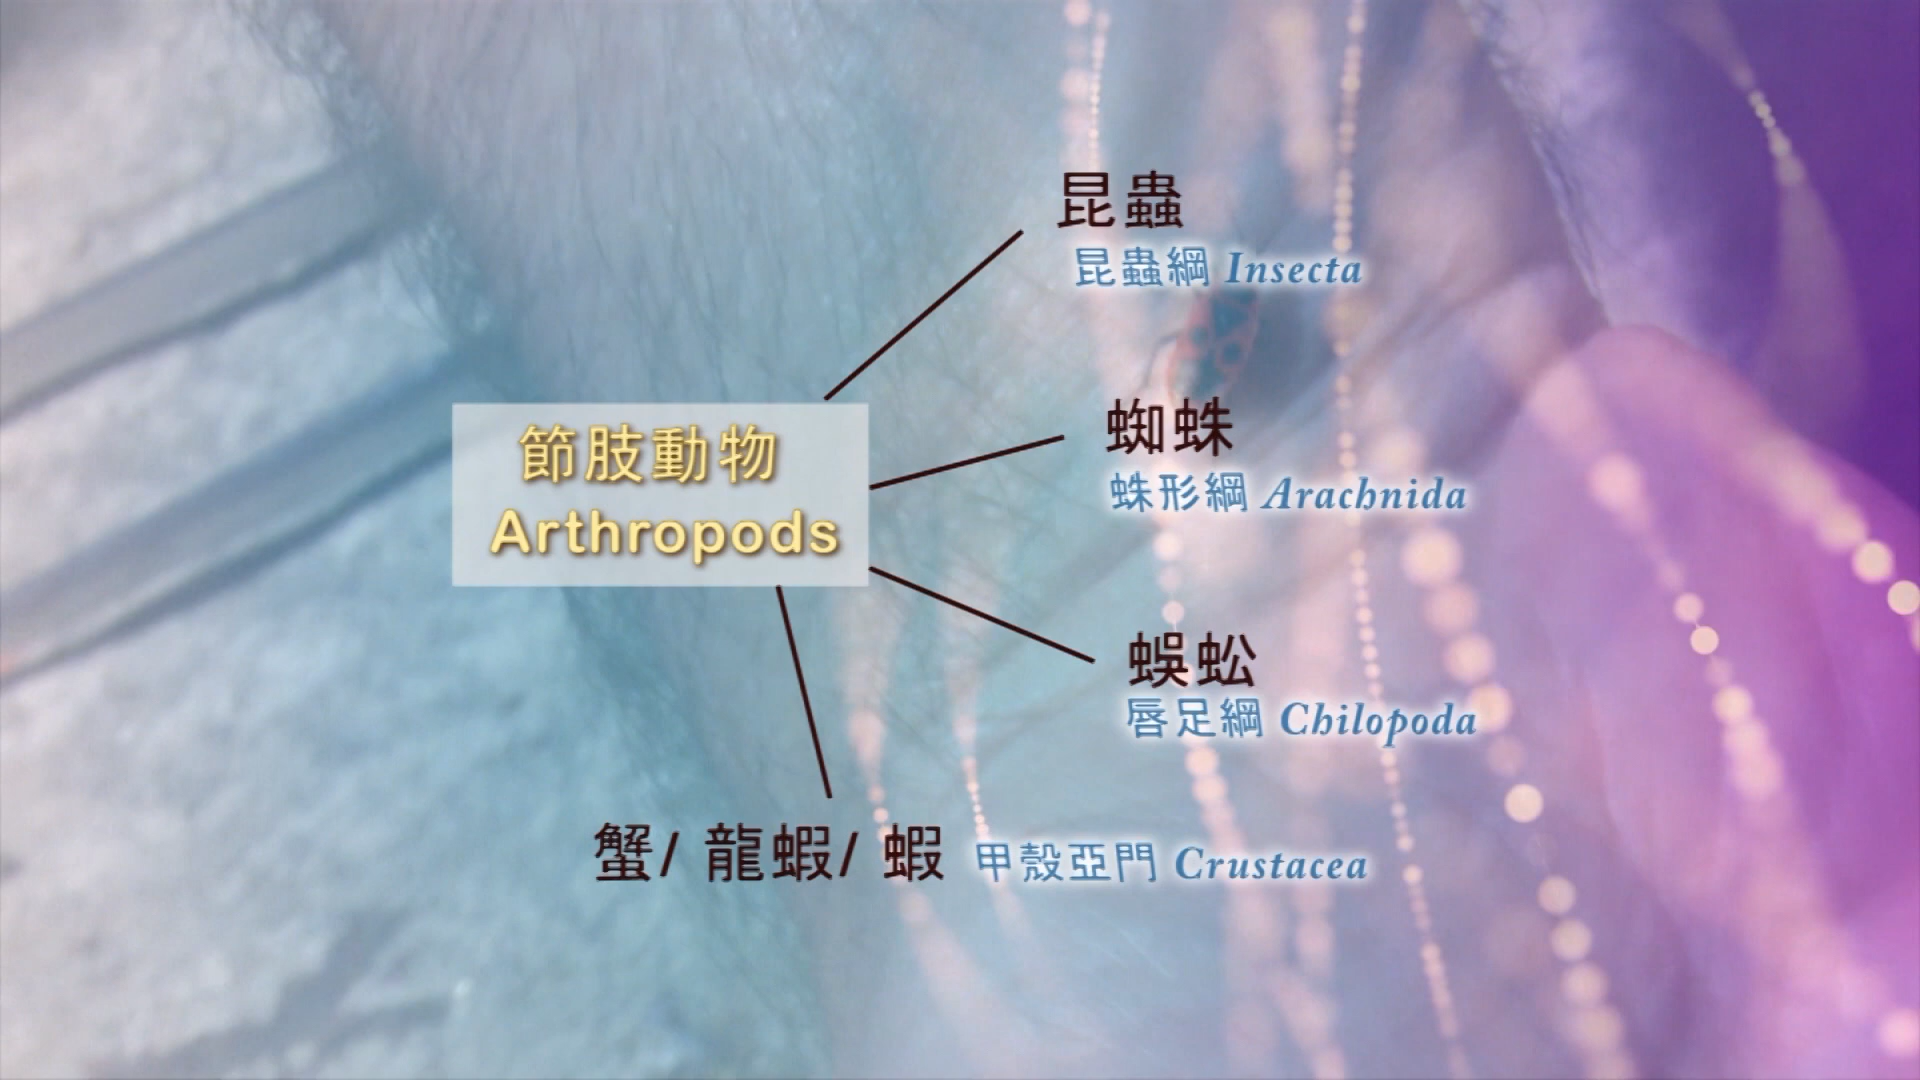 昆蟲
昆蟲綱 Insecta
節肢動物
Arthropods
蜘蛛
蛛形綱 Arachnida
蜈蚣
唇足綱 Chilopoda
蟹/ 龍蝦/ 蝦 甲殼亞門 Crustacea